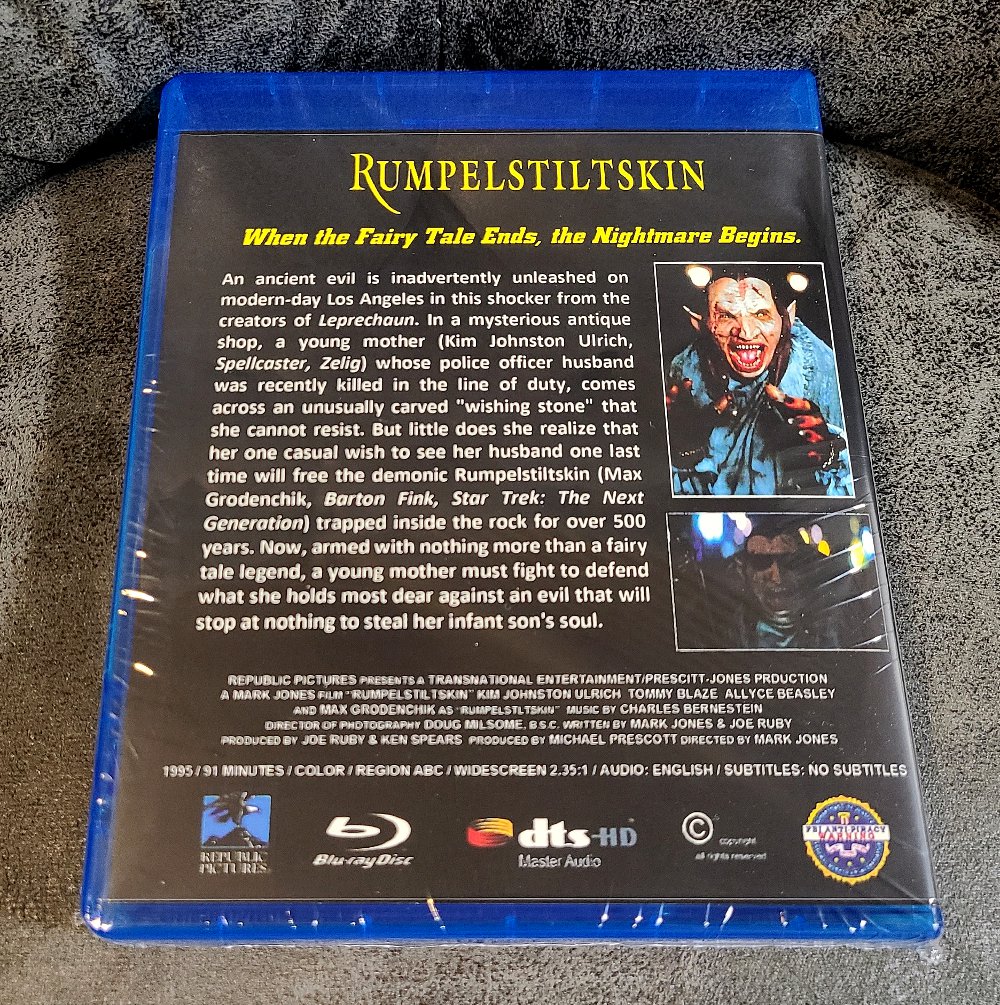 RUMPELSTILTSKIN
When the Fairy Tale Ends, the Nightmare Begins.
An ancient evil is inadvertently unleashed on
modern-day Los Angeles in this shocker from the
creators of Leprechaun. In a mysterious antique
shop, a young mother (Kim Johnston Ulrich,
Spellcaster, Zelig) whose police officer husband
was recently killed in the line of duty, comes
across an unusually carved "wishing stone" that
she cannot resist. But little does she realize that
her one casual wish to see her husband one last
time will free the demonic Rumpelstiltskin (Max
Grodenchik, Barton Fink, Star Trek: The Next
Generation) trapped inside the rock for over 500
years. Now, armed with nothing more than a fairy
tale legend, a young mother must fight to defend
what she holds most dear against an evil that will
stop at nothing to steal her infant son's soul.
REPUBLIC PICTURES PRESENTS A TRANSNATIONAL ENTERTAINMENT/PRESCITT-JONES PRDUCTION
A MARK JONES FILM "RUMPELSTILTSKIN" KIM JOHNSTON ULRICH TOMMY BLAZE ALLYCE BEASLEY
AND MAX GRODENCHIK AS "RUMPELSTLTSKIN" MUSIC BY CHARLES BERNESTEIN
DIRECTOR OF PHOTOGRAPHY DOUG MILSOME, B.S.C. WRITTEN BY MARK JONES & JOE RUBY
PRODUCED BY JOE RUBY & KEN SPEARS PRODUCED BY MICHAEL PRESCOTT DIRECTED BY MARK JONES
1995 / 91 MINUTES / COLOR / REGION ABC / WIDESCREEN 2.35:1 / AUDIO: ENGLISH / SUBTITLES: NO SUBTITLES
REPUBLIC
PICTURES
Blu-ray Disc
dts-HD
Master Audio
©
copyright
all rights reserved
FBI ANTI-PIRACY
WARNING